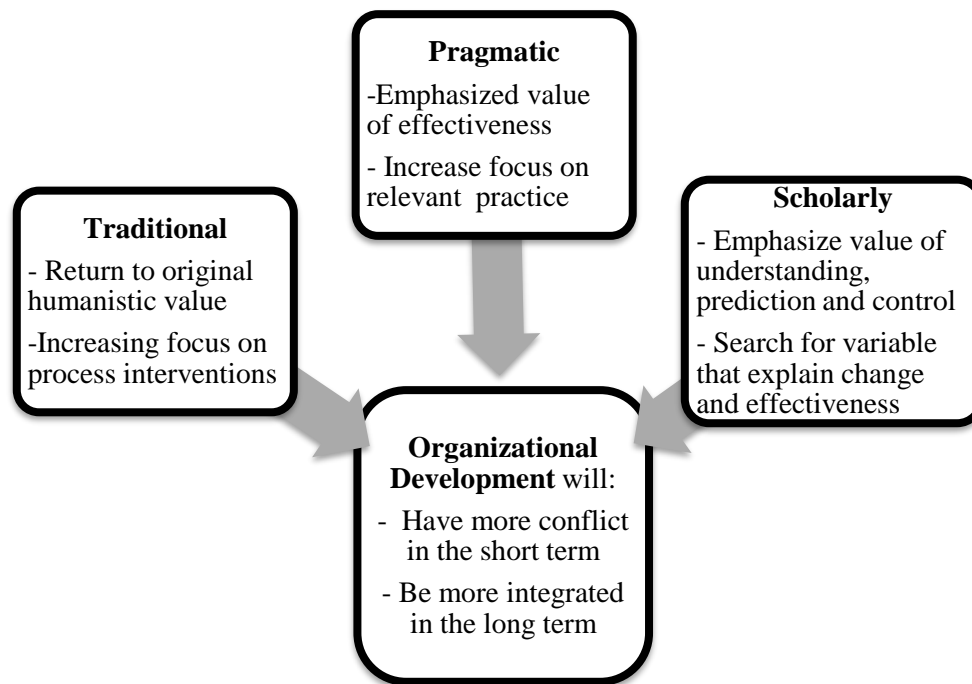 Pragmatic
-Emphasized value
of effectiveness
- Increase focus on
relevant practice
Traditional
- Return to original
humanistic value
-Increasing focus on
process interventions
Scholarly
- Emphasize value of
understanding,
prediction and control
- Search for variable
that explain change
and effectiveness
Organizational
Development will:
- Have more conflict
in the short term
- Be more integrated
in the long term